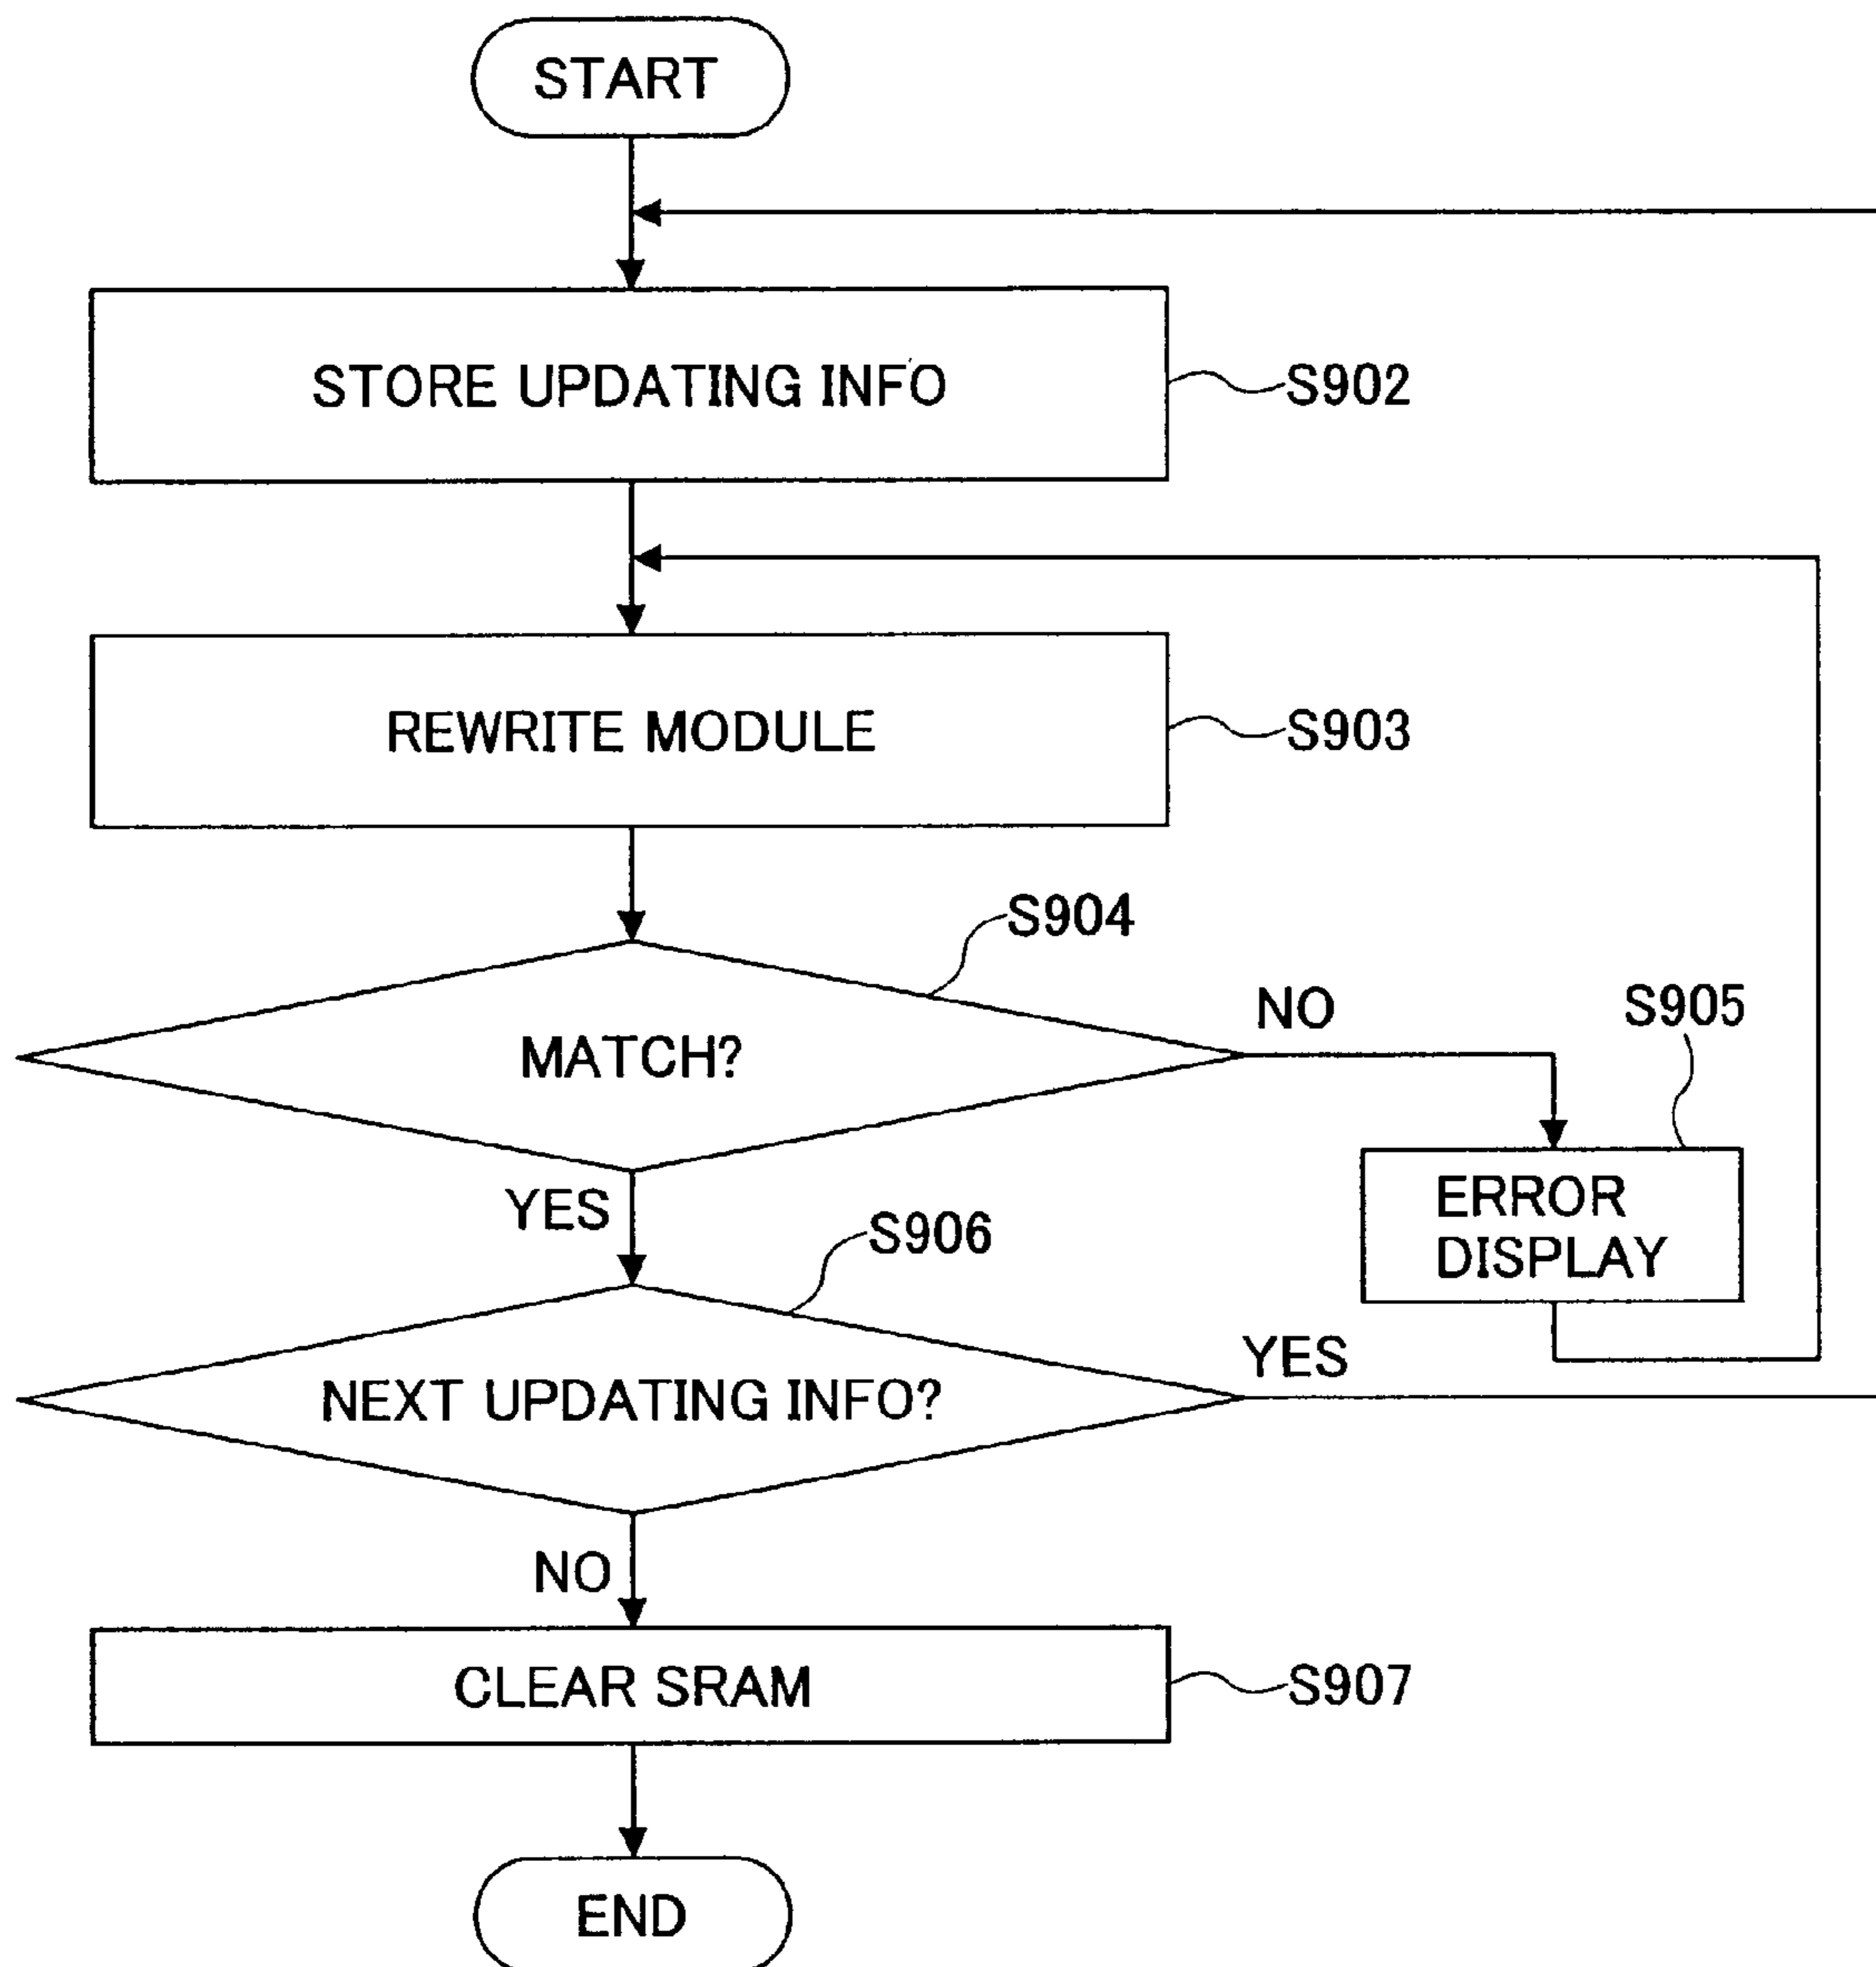 START
STORE UPDATING INFO
S902
REWRITE MODULE
S903
S904
MATCH?
NO
S905
ERROR
DISPLAY
YES
S906
NEXT UPDATING INFO?
YES
NO
CLEAR SRAM
S907
END